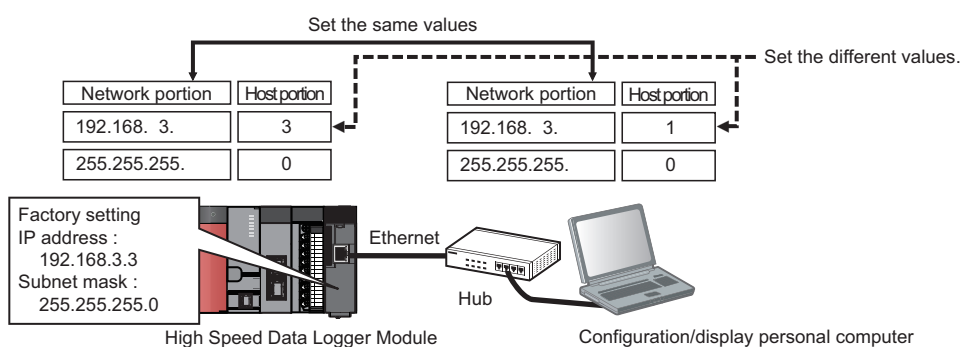 Set the same values
Set the different values.
Network portion Host portion
192.168. 3. 3
255.255.255. 0
Network portion Host portion
192.168. 3. 1
255.255.255. 0
Factory setting
IP address :
192.168.3.3
Subnet mask :
255.255.255.0
Ethernet
Hub
High Speed Data Logger Module
Configuration/display personal computer